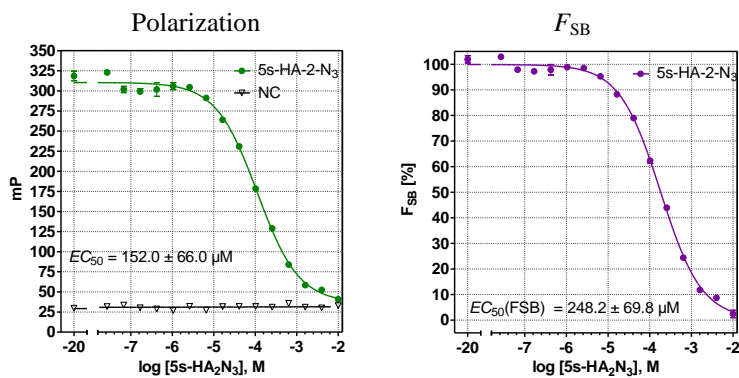 Polarization
350
325
300
275
250
225
200
175
150
125
100
75
50
25
0
mP
5s-HA-2-N₃
NC
EC₅₀ = 152.0 ± 66.0 µM
-20 -7 -6 -5 -4 -3 -2
log [5s-HA₂N₃], M
F_SB
100
90
80
70
60
50
40
30
20
10
0
F_SB [%]
5s-HA-2-N₃
EC₅₀(FSB) = 248.2 ± 69.8 µM
-20 -7 -6 -5 -4 -3 -2
log [5s-HA₂N₃], M